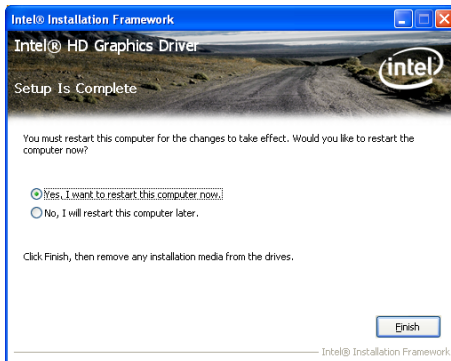 Intel® Installation Framework
Intel® HD Graphics Driver
intel
Setup Is Complete
You must restart this computer for the changes to take effect. Would you like to restart the
computer now?
Yes, I want to restart this computer now.
No, I will restart this computer later.
Click Finish, then remove any installation media from the drives.
Finish
Intel® Installation Framework